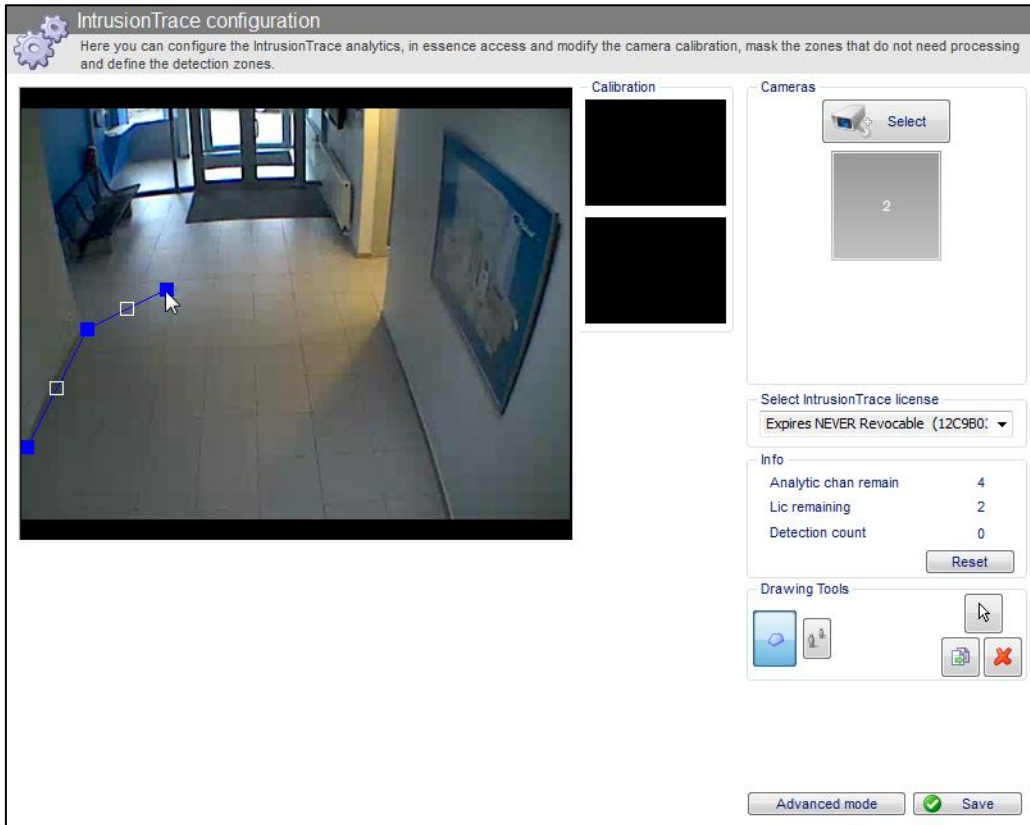 IntrusionTrace configuration
Here you can configure the IntrusionTrace analytics, in essence access and modify the camera calibration, mask the zones that do not need processing
and define the detection zones.
Calibration
Cameras
Select
2
Select IntrusionTrace license
Expires NEVER Revocable (12C9B0:
Info
Analytic chan remain 4
Lic remaining 2
Detection count 0
Reset
Drawing Tools
Advanced mode
Save